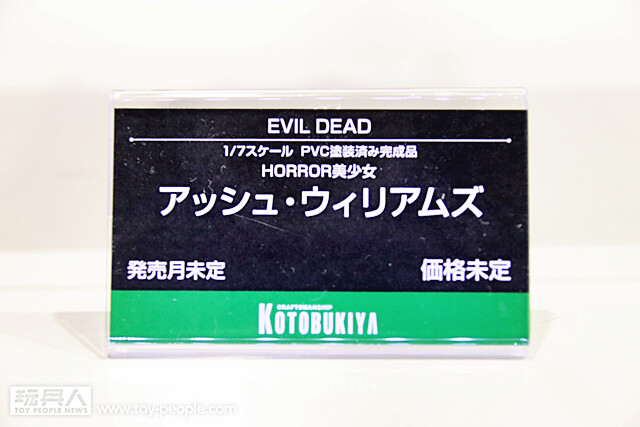 EVIL DEAD
1/7スケール PVC塗装済み完成品
HORROR美少女
アッシュ・ウィリアムズ
発売月未定 価格未定
CRAFTSMANSHIP
KOTOBUKIYA
玩具人
TOY PEOPLE NEWS www.toy-people.com